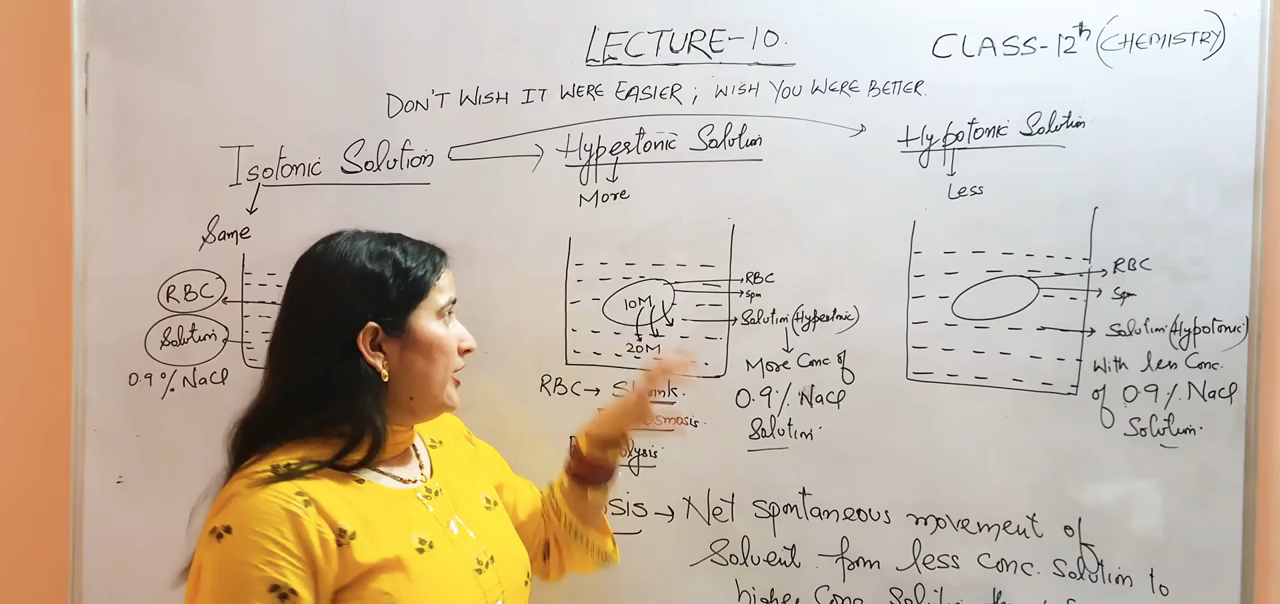 LECTURE-10.
CLASS-12th (CHEMISTRY)
DON'T WISH IT WERE EASIER; WISH YOU WERE BETTER.
Isotonic Solution
Same
RBC
Solution
0.9% NaCl
Hypertonic Solution
More
RBC
Spm
Solution (Hypertonic)
10M
20M
More Conc. of
0.9% NaCl
Solution.
RBC →
Hypotonic Solution
Less
RBC
Spm
Solution (Hypotonic)
With less Conc.
of 0.9% NaCl
Solution.
→ Net spontaneous movement of
Solvent from less conc. solution to